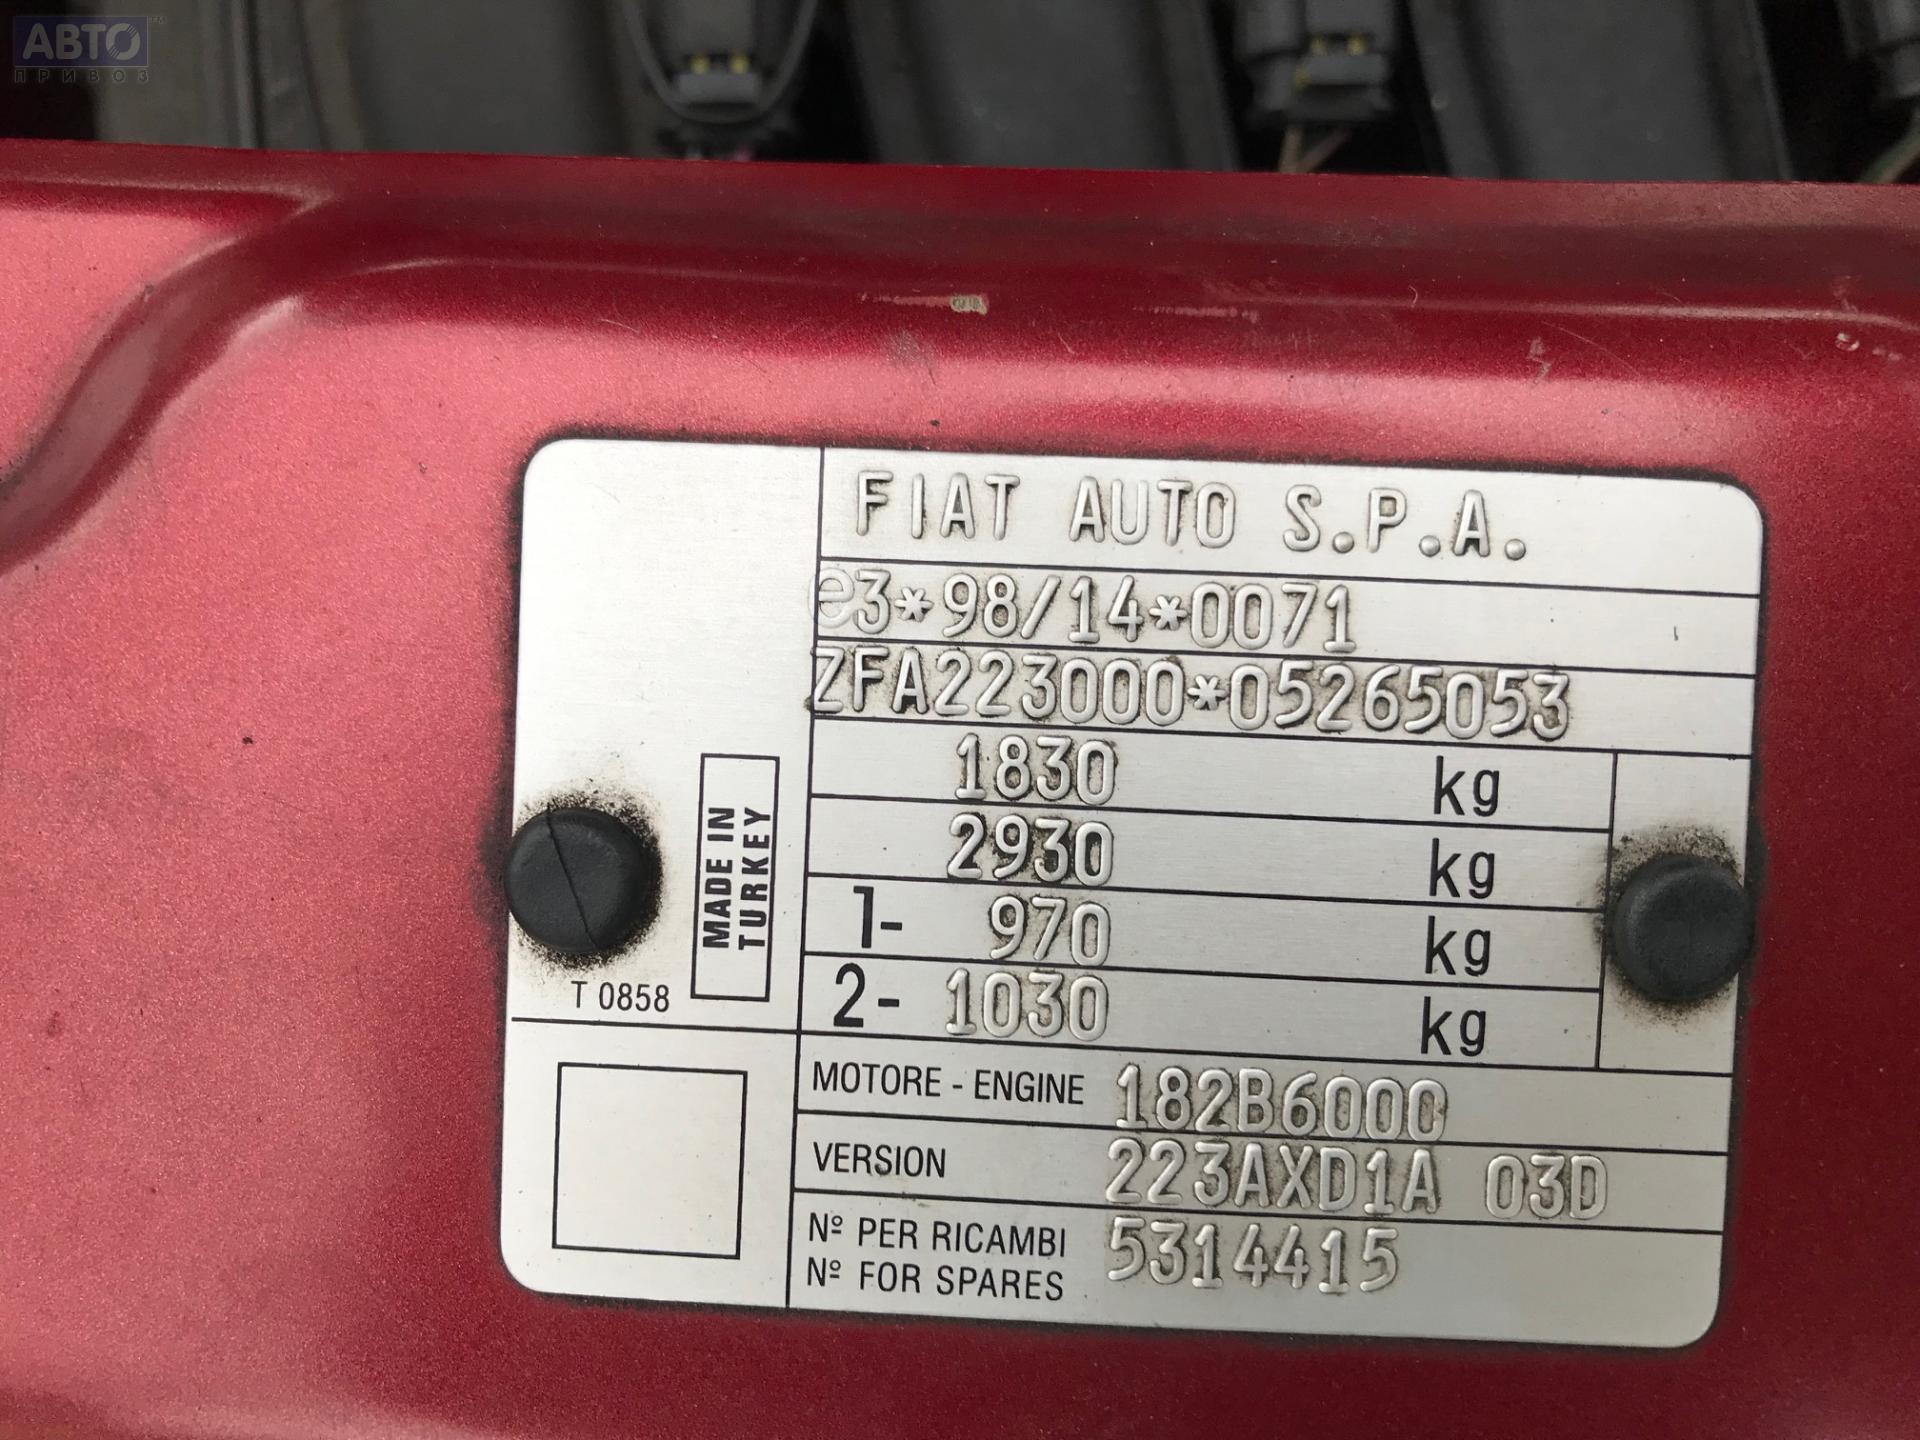 АВТО™
ПРИВОЗ
FIAT AUTO S.P.A.
e3*98/14*0071
ZFA223000*05265053
1830 kg
2930 kg
1- 970 kg
2- 1030 kg
MADE IN
TURKEY
T 0858
MOTORE - ENGINE 182B6000
VERSION 223AXD1A 03D
Nº PER RICAMBI
Nº FOR SPARES 5314415